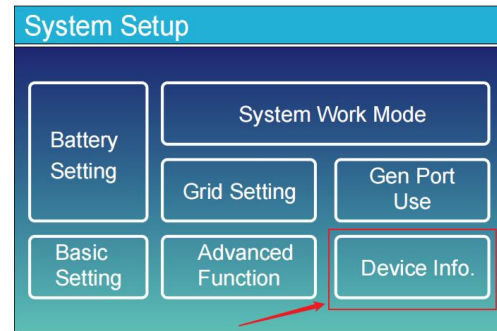 System Setup
Battery
Setting
System Work Mode
Grid Setting
Gen Port
Use
Basic
Setting
Advanced
Function
Device Info.